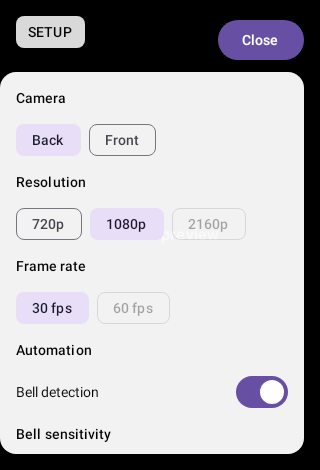 SETUP
Close
Camera
Back Front
Resolution
720p 1080p 2160p
preview
Frame rate
30 fps 60 fps
Automation
Bell detection
Bell sensitivity